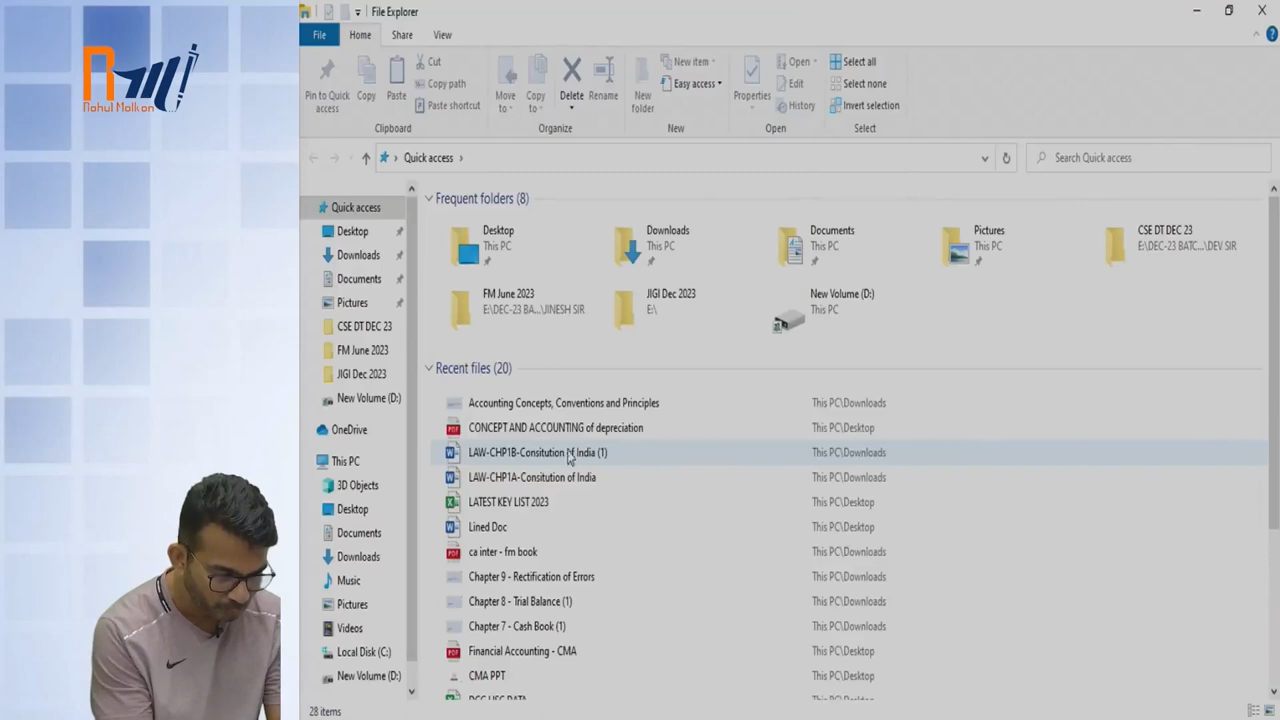 File Explorer
File
Home
Share
View
Pin to Quick
access
Copy
Paste
Cut
Copy path
Paste shortcut
Clipboard
Move
to
Copy
to
Delete
Rename
Organize
New
folder
New item
Easy access
New
Properties
Open
Edit
History
Open
Select all
Select none
Invert selection
Select
Quick access
Search Quick access
Quick access
Desktop
Downloads
Documents
Pictures
CSE DT DEC 23
FM June 2023
JIGI Dec 2023
New Volume (D:)
OneDrive
This PC
3D Objects
Desktop
Documents
Downloads
Music
Pictures
Videos
Local Disk (C:)
New Volume (D:)
Frequent folders (8)
Desktop
This PC
Downloads
This PC
Documents
This PC
Pictures
This PC
CSE DT DEC 23
E:\DEC-23 BATC...\DEV SIR
FM June 2023
E:\DEC-23 BA...\JINESH SIR
JIGI Dec 2023
E:\
New Volume (D:)
This PC
Recent files (20)
Accounting Concepts, Conventions and Principles This PC\Downloads
CONCEPT AND ACCOUNTING of depreciation This PC\Desktop
LAW-CHP1B-Consitution of India (1) This PC\Downloads
LAW-CHP1A-Consitution of India This PC\Downloads
LATEST KEY LIST 2023 This PC\Desktop
Lined Doc This PC\Desktop
ca inter - fm book This PC\Downloads
Chapter 9 - Rectification of Errors This PC\Downloads
Chapter 8 - Trial Balance (1) This PC\Downloads
Chapter 7 - Cash Book (1) This PC\Downloads
Financial Accounting - CMA This PC\Desktop
CMA PPT This PC\Desktop
28 items